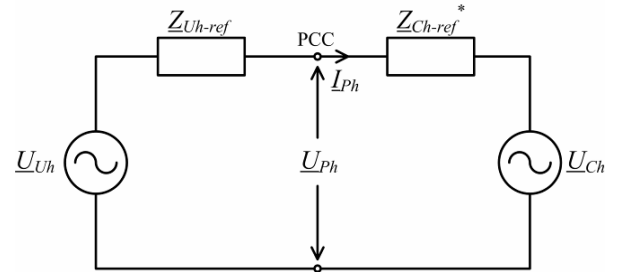 Z_Uh-ref
PCC
Z_Ch-ref*
I_Ph
U_Uh
U_Ph
U_Ch